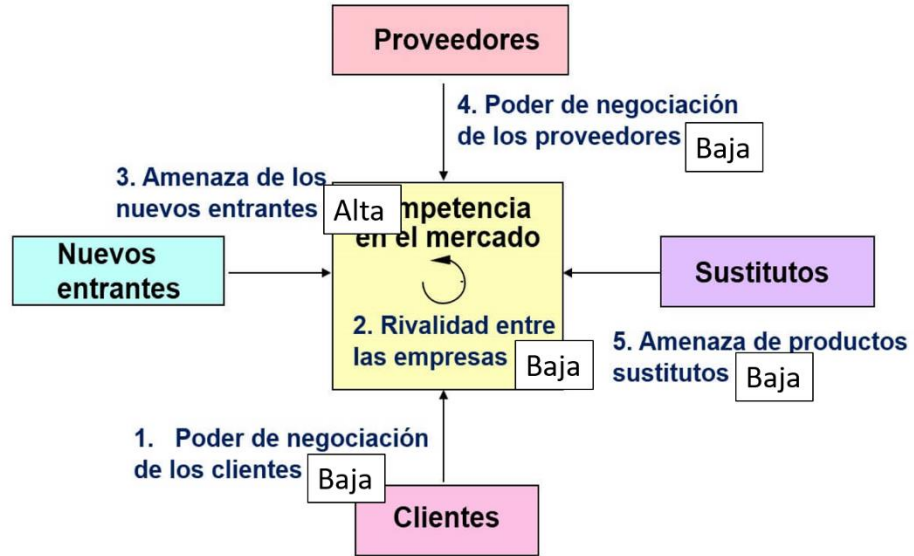 Proveedores
4. Poder de negociación
de los proveedores
Baja
3. Amenaza de los
nuevos entrantes
Alta
mpetencia
en el mercado
Nuevos
entrantes
Sustitutos
2. Rivalidad entre
las empresas
Baja
5. Amenaza de productos
sustitutos
Baja
1. Poder de negociación
de los clientes
Baja
Clientes